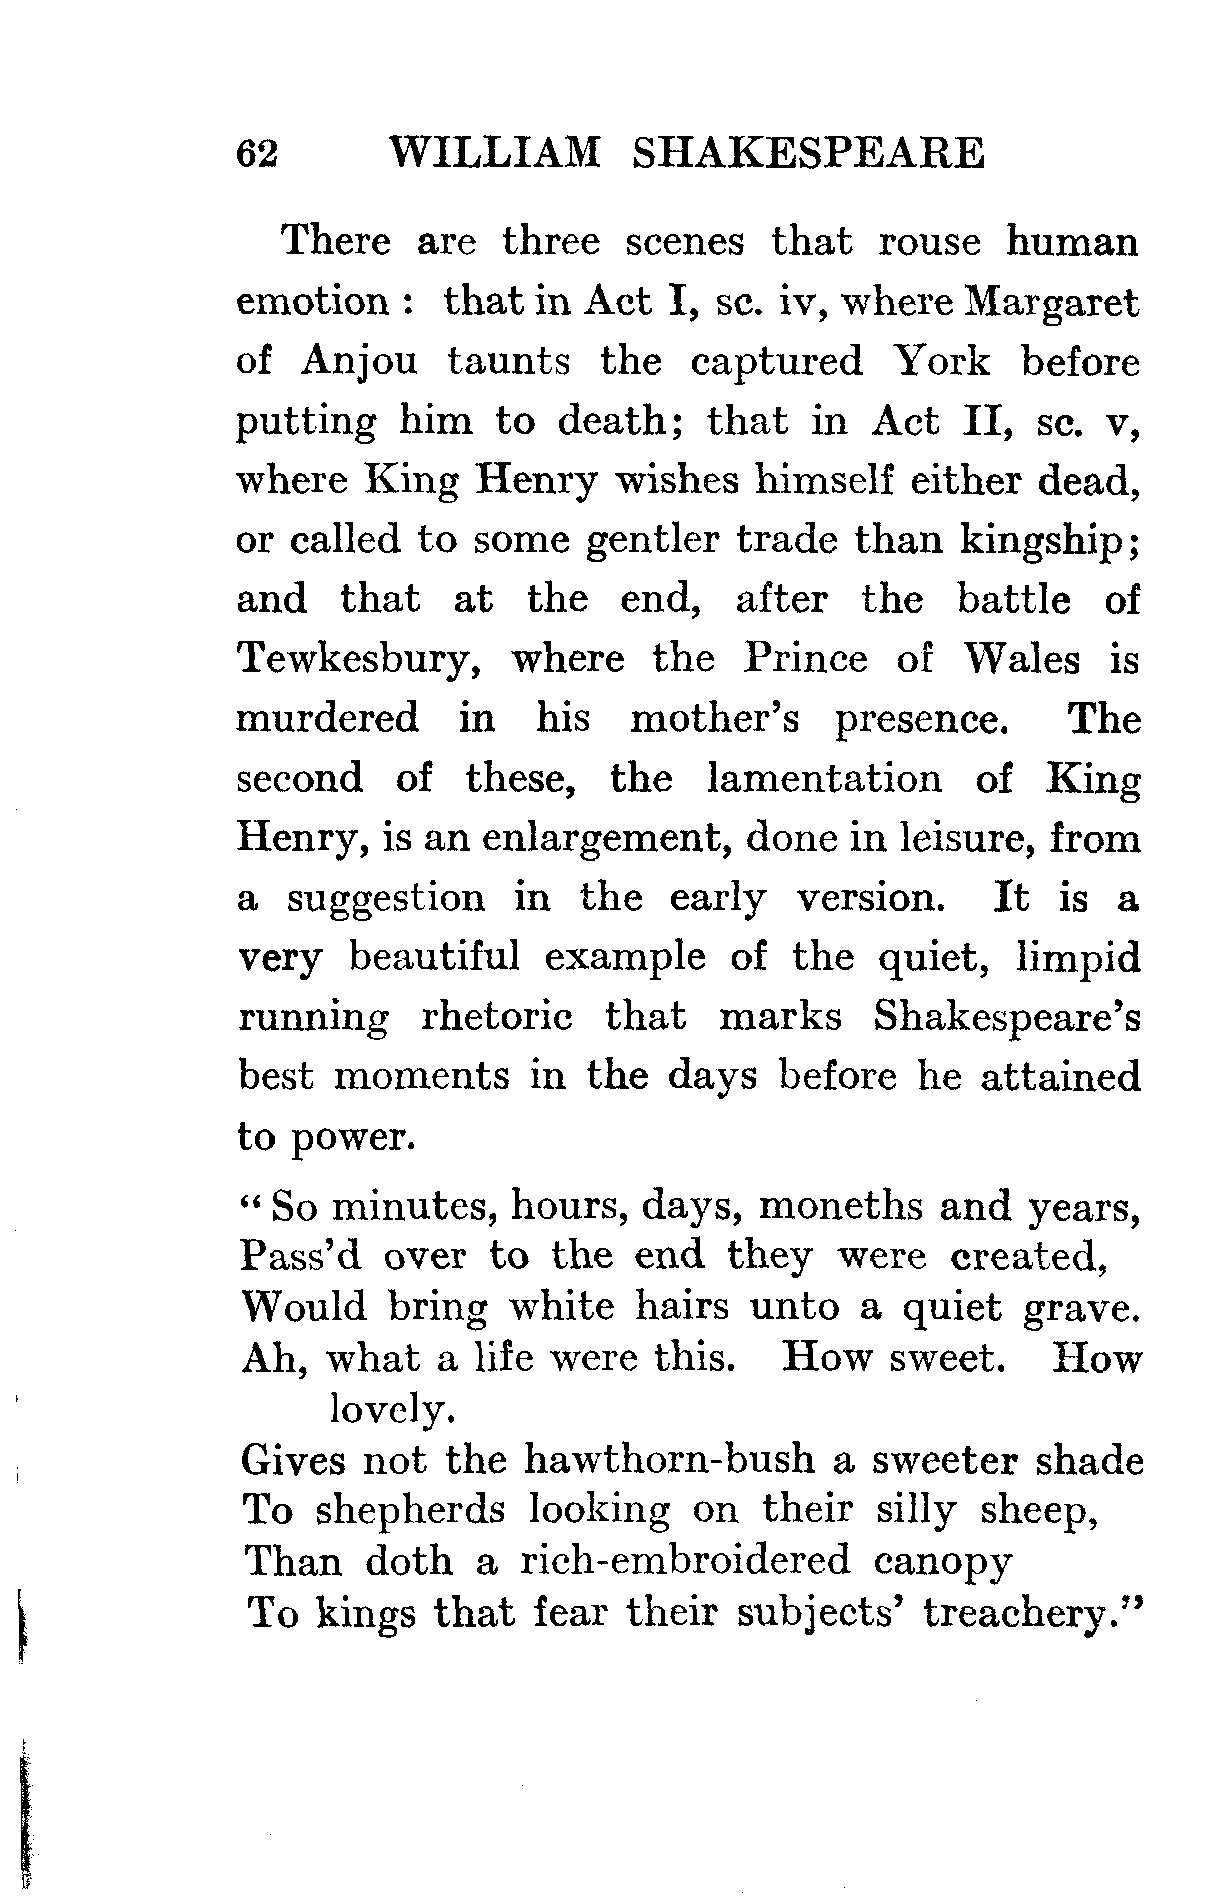 62 WILLIAM SHAKESPEARE
There are three scenes that rouse human
emotion : that in Act I, sc. iv, where Margaret
of Anjou taunts the captured York before
putting him to death; that in Act II, sc. v,
where King Henry wishes himself either dead,
or called to some gentler trade than kingship;
and that at the end, after the battle of
Tewkesbury, where the Prince of Wales is
murdered in his mother's presence. The
second of these, the lamentation of King
Henry, is an enlargement, done in leisure, from
a suggestion in the early version. It is a
very beautiful example of the quiet, limpid
running rhetoric that marks Shakespeare's
best moments in the days before he attained
to power.
“ So minutes, hours, days, moneths and years,
Pass'd over to the end they were created,
Would bring white hairs unto a quiet grave.
Ah, what a life were this. How sweet. How
lovely.
Gives not the hawthorn-bush a sweeter shade
To shepherds looking on their silly sheep,
Than doth a rich-embroidered canopy
To kings that fear their subjects' treachery.”